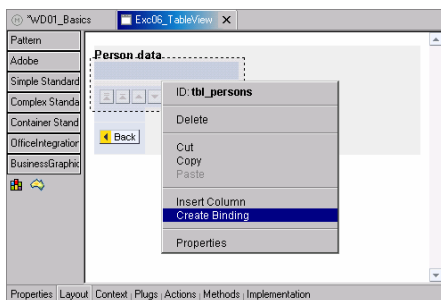 *WD01_Basics
Exc06_TableView
Pattern
Adobe
Simple Standard
Complex Standa
Container Stand
OfficeIntegration
BusinessGraphic
Person data
Back
ID: tbl_persons
Delete
Cut
Copy
Paste
Insert Column
Create Binding
Properties
Properties Layout Context Plugs Actions Methods Implementation